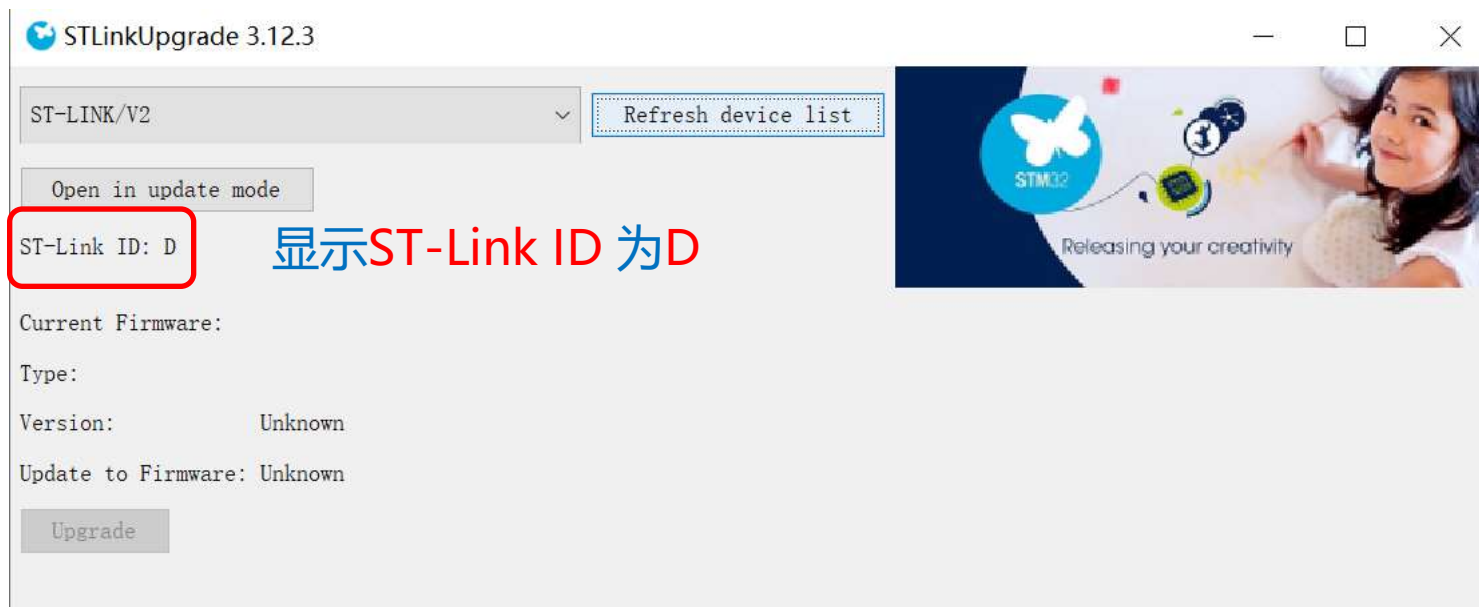 STLinkUpgrade 3.12.3
ST-LINK/V2
Refresh device list
Open in update mode
STM32
Releasing your creativity
ST-Link ID: D
显示ST-Link ID 为D
Current Firmware:
Type:
Version: Unknown
Update to Firmware: Unknown
Upgrade